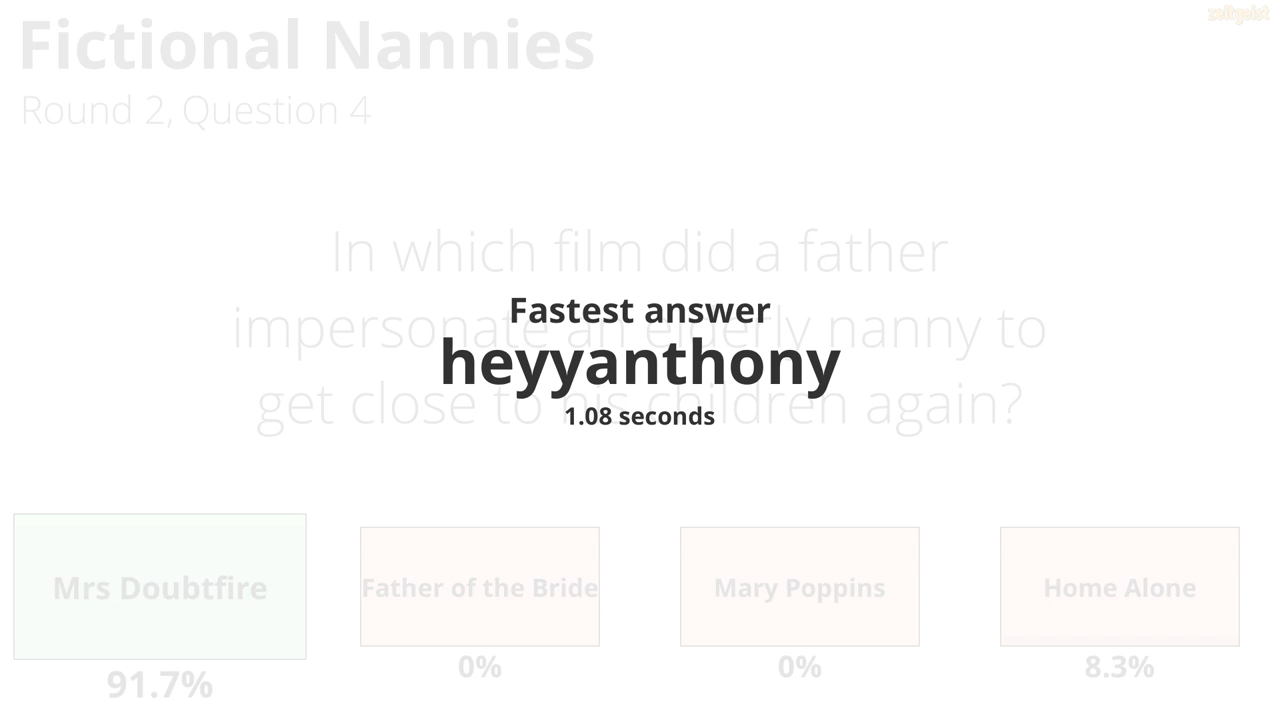 zeitgeist
Fictional Nannies
Round 2, Question 4
In which film did a father
impersonate an elderly nanny to
get close to his children again?
Fastest answer
heyyanthony
1.08 seconds
Mrs Doubtfire
Father of the Bride
Mary Poppins
Home Alone
91.7%
0%
0%
8.3%